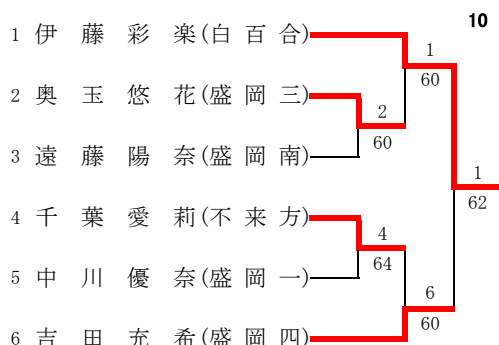 10
1 伊藤彩楽(白百合)
1
60
2 奥玉悠花(盛岡三)
2
60
3 遠藤陽奈(盛岡南)
1
62
4 千葉愛莉(不来方)
4
64
5 中川優奈(盛岡一)
6
60
6 吉田充希(盛岡四)